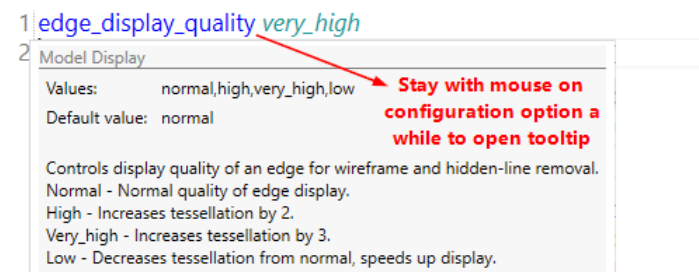 1 edge_display_quality very_high
2
Model Display
Values: normal,high,very_high,low
Stay with mouse on
configuration option a
while to open tooltip
Default value: normal
Controls display quality of an edge for wireframe and hidden-line removal.
Normal - Normal quality of edge display.
High - Increases tessellation by 2.
Very_high - Increases tessellation by 3.
Low - Decreases tessellation from normal, speeds up display.